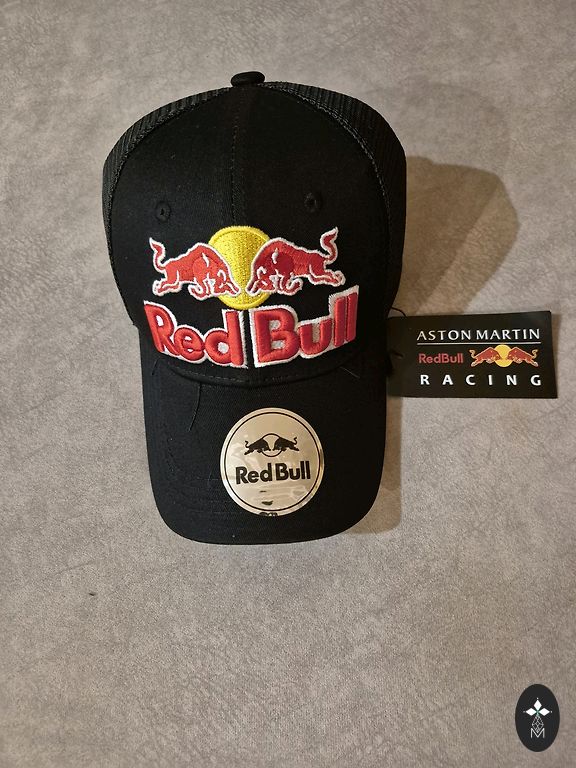 Red Bull
ASTON MARTIN
RedBull
RACING
Red Bull
M